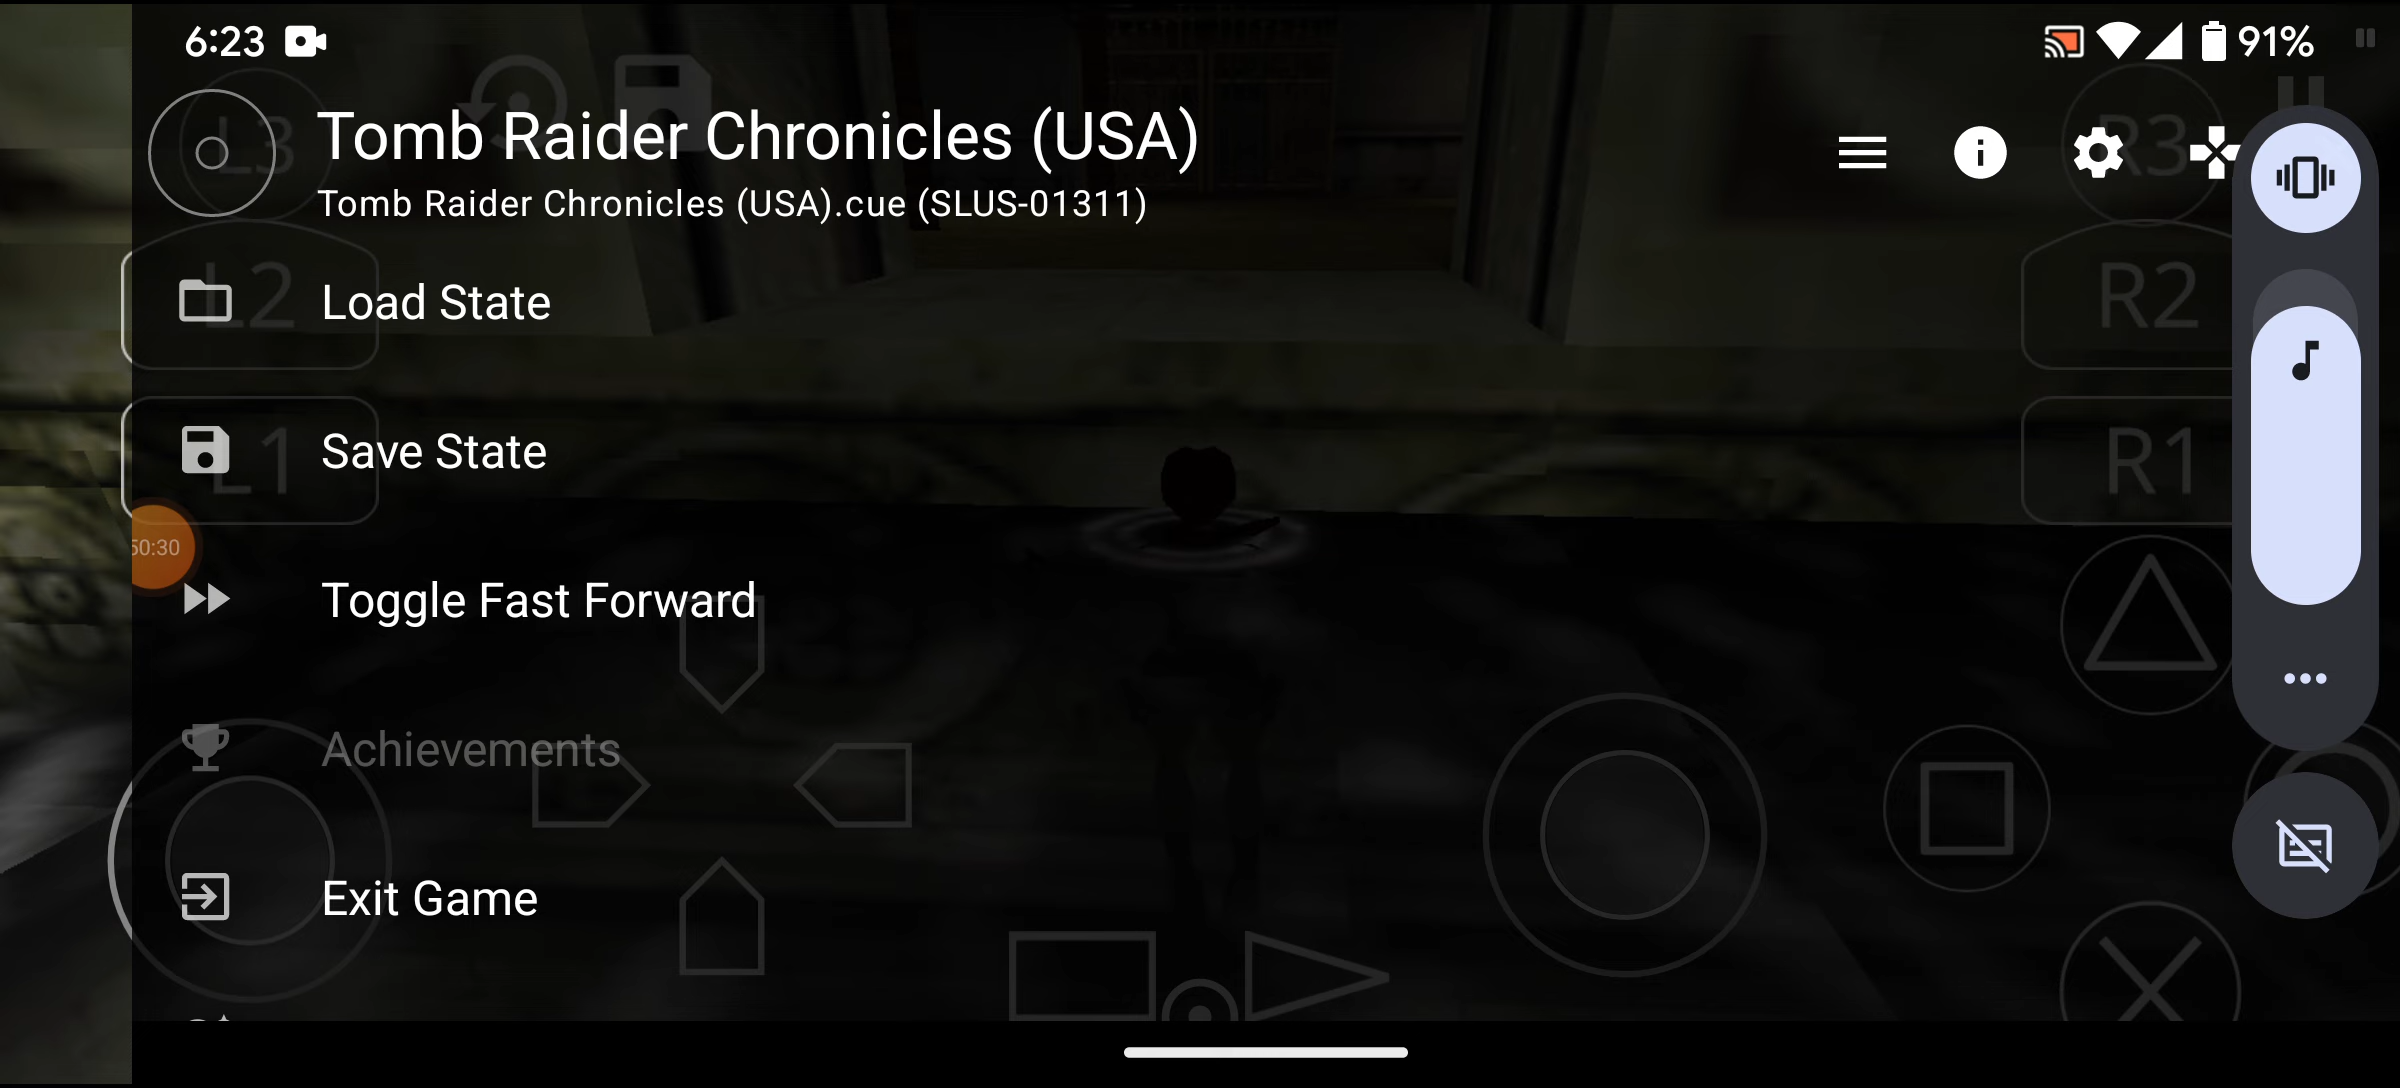 6:23
91%
L3
R3
Tomb Raider Chronicles (USA)
Tomb Raider Chronicles (USA).cue (SLUS-01311)
L2
Load State
R2
L1
Save State
R1
50:30
Toggle Fast Forward
Achievements
Exit Game